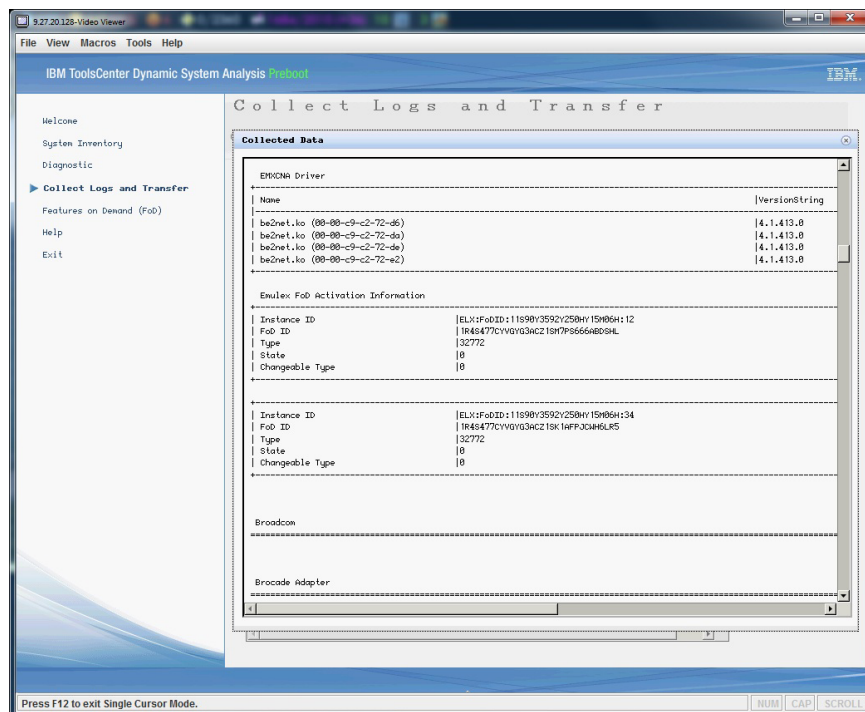 9.27.20.128-Video Viewer
File View Macros Tools Help
IBM ToolsCenter Dynamic System Analysis Preboot
IBM.
Welcome
System Inventory
Diagnostic
Collect Logs and Transfer
Features on Demand (FoD)
Help
Exit
Collect Logs and Transfer
Collected Data
EMXCNA Driver
| Name |VersionString
| be2net.ko (00-00-c9-c2-72-d6) |4.1.413.0
| be2net.ko (00-00-c9-c2-72-da) |4.1.413.0
| be2net.ko (00-00-c9-c2-72-de) |4.1.413.0
| be2net.ko (00-00-c9-c2-72-e2) |4.1.413.0
Emulex FoD Activation Information
| Instance ID |ELX:FoDID:11S90Y3592Y250HY15M06H:12
| FoD ID |1R4S477CYVGYG3ACZ1SM7PS666ABDSHL
| Type |32772
| State |0
| Changeable Type |0
| Instance ID |ELX:FoDID:11S90Y3592Y250HY15M06H:34
| FoD ID |1R4S477CYVGYG3ACZ1SK1AFPJCWH6LR5
| Type |32772
| State |0
| Changeable Type |0
Broadcom
Brocade Adapter
Press F12 to exit Single Cursor Mode.
NUM CAP SCROLL